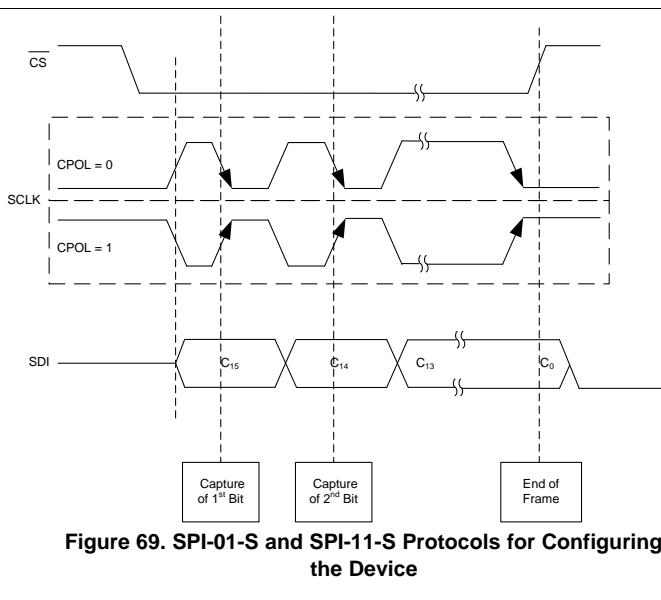 CS
CPOL = 0
SCLK
CPOL = 1
SDI
C15
C14
C13
C0
Capture
of 1st Bit
Capture
of 2nd Bit
End of
Frame
Figure 69. SPI-01-S and SPI-11-S Protocols for Configuring
the Device